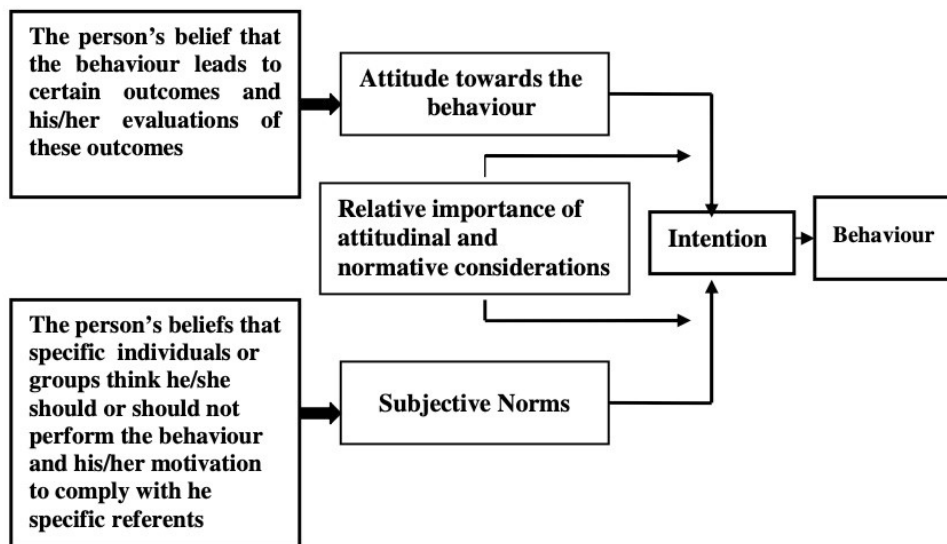 The person's belief that
the behaviour leads to
certain outcomes and
his/her evaluations of
these outcomes
Attitude towards the
behaviour
Relative importance of
attitudinal and
normative considerations
Intention
Behaviour
The person's beliefs that
specific individuals or
groups think he/she
should or should not
perform the behaviour
and his/her motivation
to comply with he
specific referents
Subjective Norms